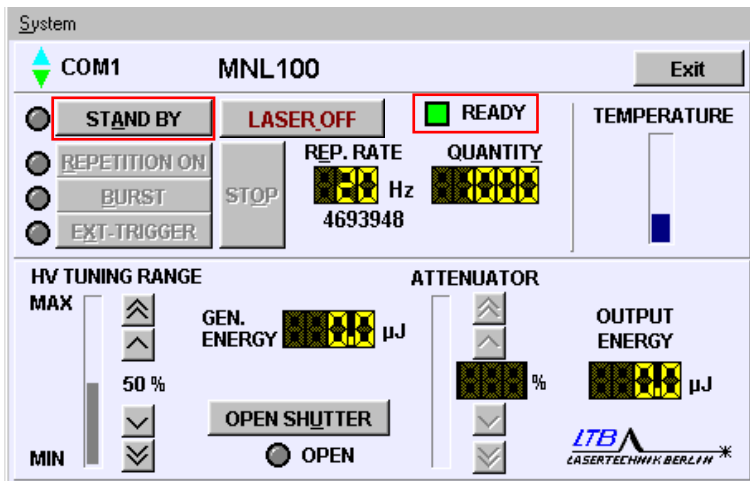 System
COM1 MNL100 Exit
STAND BY LASER OFF READY TEMPERATURE
REPETITION ON REP. RATE QUANTITY
BURST STOP 20 Hz 1000
EXT-TRIGGER 4693948
HV TUNING RANGE ATTENUATOR
MAX
GEN. ENERGY 0.0 µJ
OUTPUT ENERGY 0.0 µJ
50 % %
OPEN SHUTTER
MIN OPEN
LTB
LASERTECHNIK BERLIN